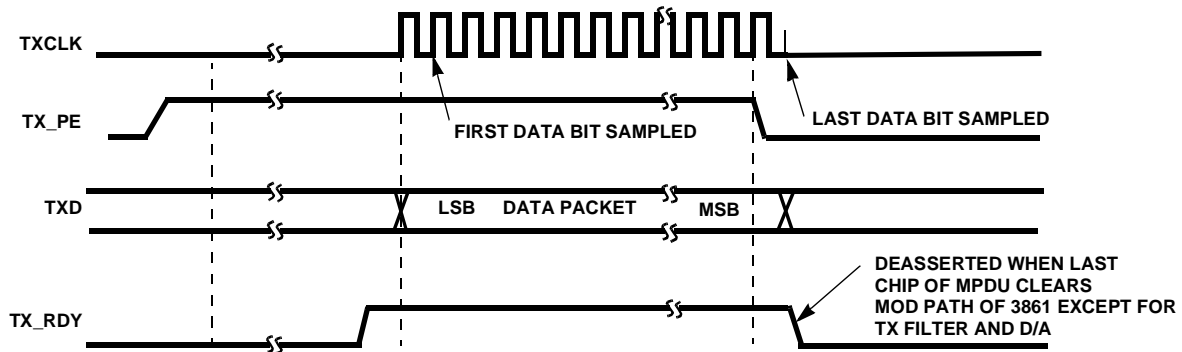 TXCLK
FIRST DATA BIT SAMPLED
LAST DATA BIT SAMPLED
TX_PE
TXD
LSB DATA PACKET MSB
DEASSERTED WHEN LAST
CHIP OF MPDU CLEARS
MOD PATH OF 3861 EXCEPT FOR
TX FILTER AND D/A
TX_RDY